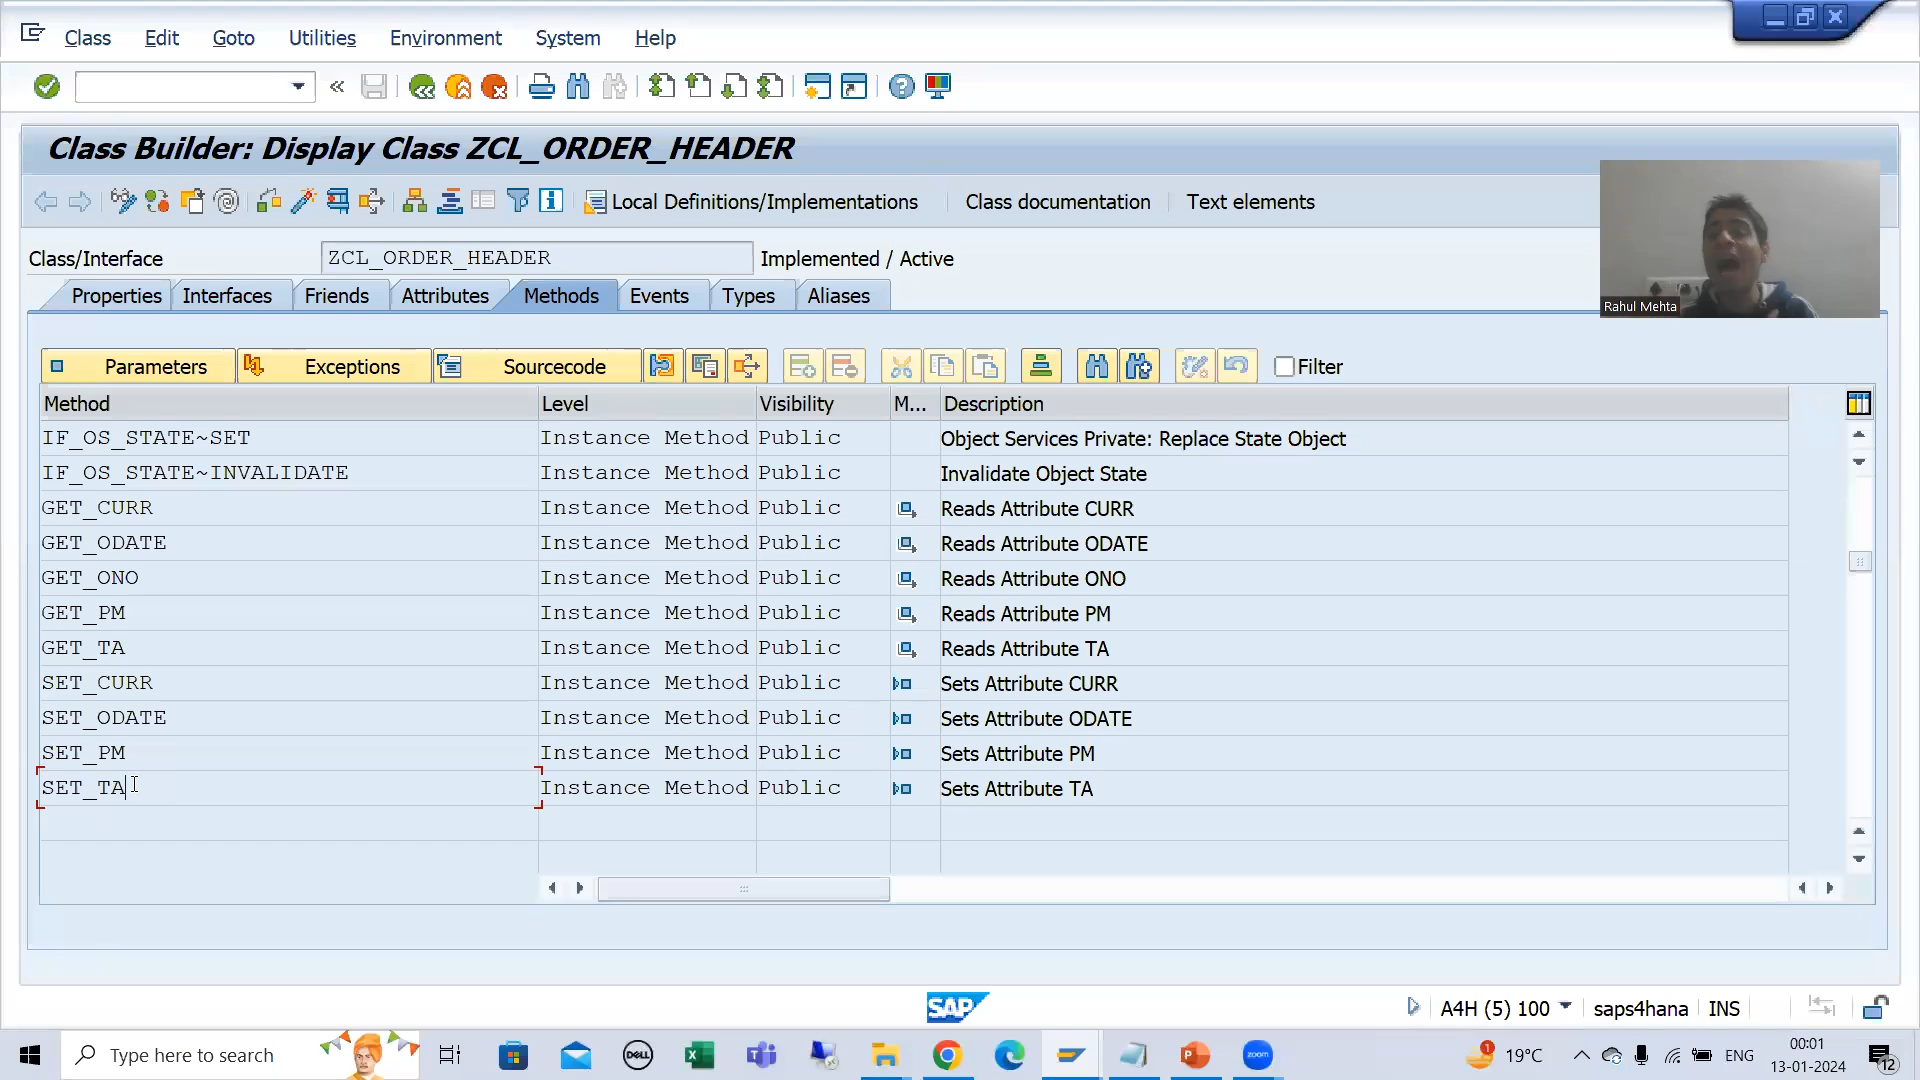 Class Edit Goto Utilities Environment System Help
Class Builder: Display Class ZCL_ORDER_HEADER
Local Definitions/Implementations Class documentation Text elements
Class/Interface ZCL_ORDER_HEADER Implemented / Active
Properties Interfaces Friends Attributes Methods Events Types Aliases
Rahul Mehta
Parameters Exceptions Sourcecode Filter
Method Level Visibility M... Description
IF_OS_STATE~SET Instance Method Public Object Services Private: Replace State Object
IF_OS_STATE~INVALIDATE Instance Method Public Invalidate Object State
GET_CURR Instance Method Public Reads Attribute CURR
GET_ODATE Instance Method Public Reads Attribute ODATE
GET_ONO Instance Method Public Reads Attribute ONO
GET_PM Instance Method Public Reads Attribute PM
GET_TA Instance Method Public Reads Attribute TA
SET_CURR Instance Method Public Sets Attribute CURR
SET_ODATE Instance Method Public Sets Attribute ODATE
SET_PM Instance Method Public Sets Attribute PM
SET_TA Instance Method Public Sets Attribute TA
SAP
A4H (5) 100 saps4hana INS
Type here to search
DELL
zoom
1
19°C
ENG
00:01
13-01-2024
12